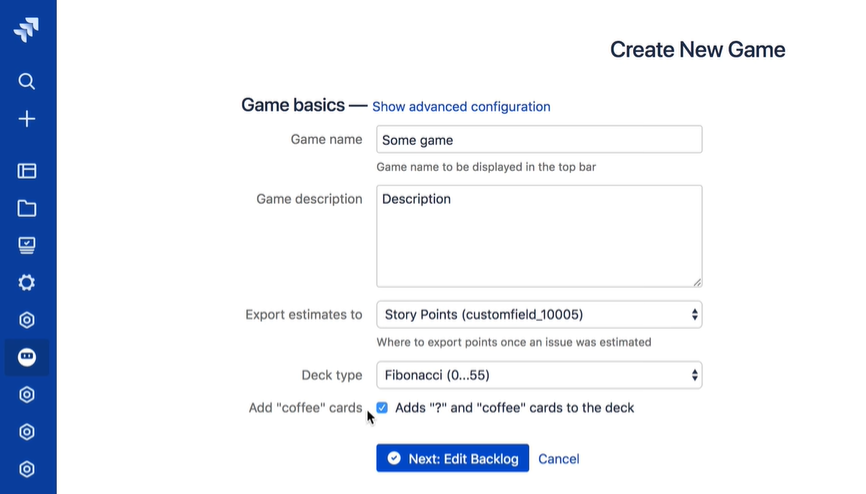 Create New Game
Game basics — Show advanced configuration
Game name Some game
Game name to be displayed in the top bar
Game description Description
Export estimates to Story Points (customfield_10005)
Where to export points once an issue was estimated
Deck type Fibonacci (0...55)
Add "coffee" cards Adds "?" and "coffee" cards to the deck
Next: Edit Backlog Cancel